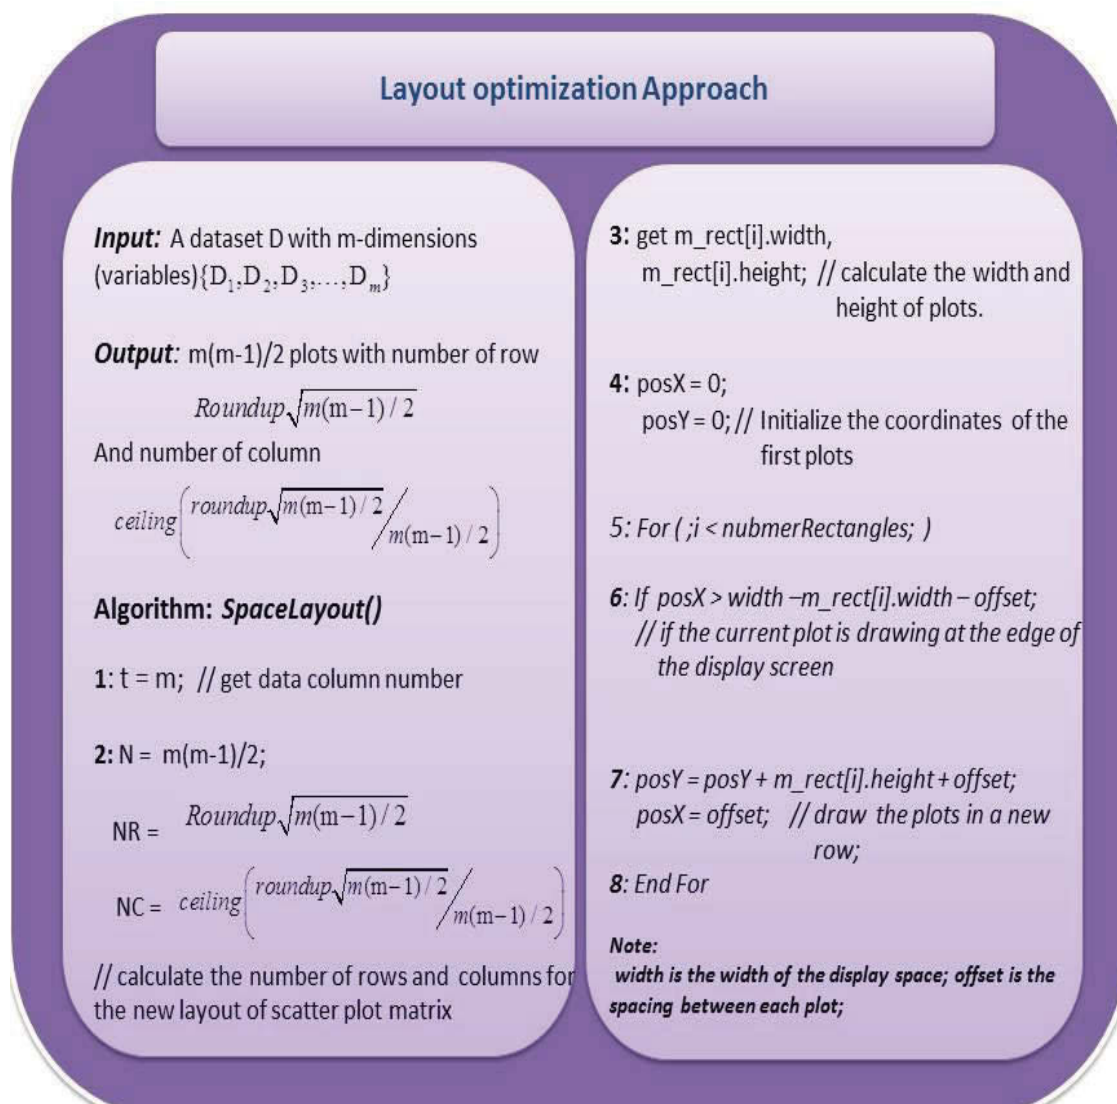 Layout optimization Approach
Input: A dataset D with m-dimensions
(variables){D₁,D₂,D₃,...,Dₘ}
Output: m(m-1)/2 plots with number of row
Roundup√m(m−1)/2
And number of column
ceiling(roundup√m(m−1)/2 / m(m−1)/2)
Algorithm: SpaceLayout()
1: t = m; // get data column number
2: N = m(m-1)/2;
NR = Roundup√m(m−1)/2
NC = ceiling(roundup√m(m−1)/2 / m(m−1)/2)
// calculate the number of rows and columns for
the new layout of scatter plot matrix
3: get m_rect[i].width,
m_rect[i].height; // calculate the width and
height of plots.
4: posX = 0;
posY = 0; // Initialize the coordinates of the
first plots
5: For ( ;i < nubmerRectangles; )
6: If posX > width –m_rect[i].width – offset;
// if the current plot is drawing at the edge of
the display screen
7: posY = posY + m_rect[i].height + offset;
posX = offset; // draw the plots in a new
row;
8: End For
Note:
width is the width of the display space; offset is the
spacing between each plot;